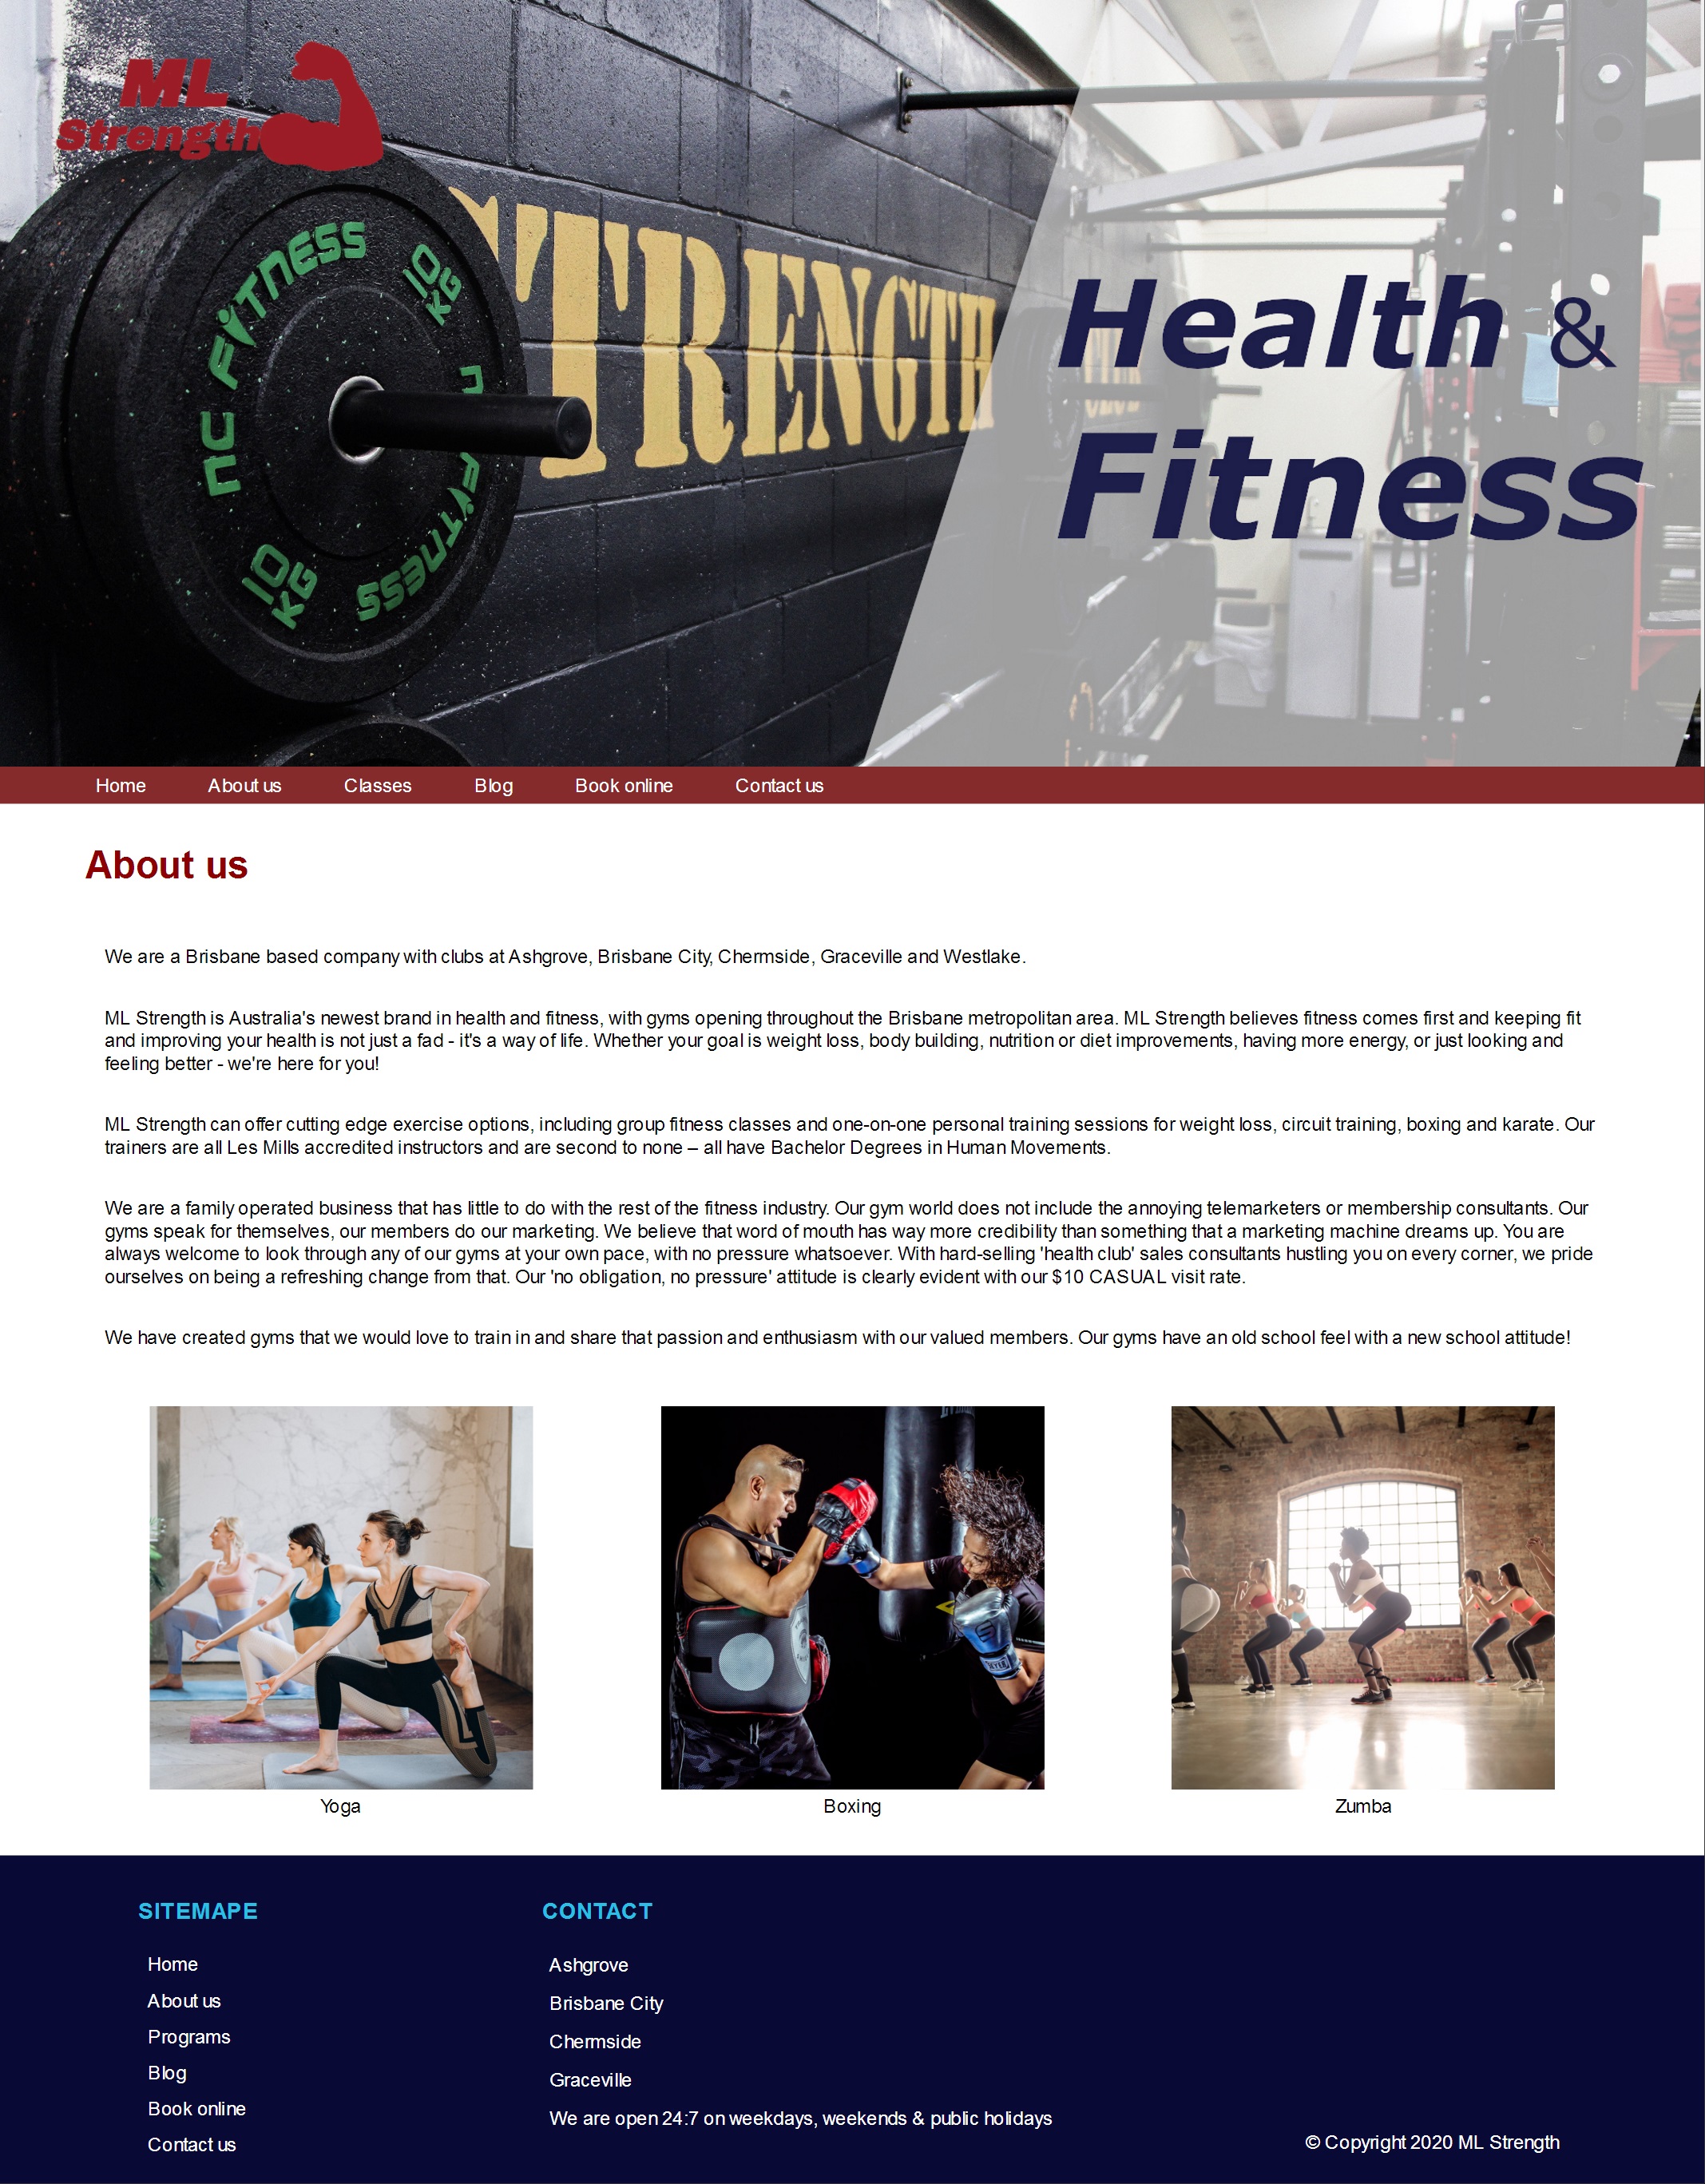 ML
Strength
NC FITNESS
10
KG
STRENGTH
NC FITNESS
10
KG
CLUB
Health &
Fitness
Home About us Classes Blog Book online Contact us
About us
We are a Brisbane based company with clubs at Ashgrove, Brisbane City, Chermside, Graceville and Westlake.
ML Strength is Australia's newest brand in health and fitness, with gyms opening throughout the Brisbane metropolitan area. ML Strength believes fitness comes first and keeping fit
and improving your health is not just a fad - it's a way of life. Whether your goal is weight loss, body building, nutrition or diet improvements, having more energy, or just looking and
feeling better - we're here for you!
ML Strength can offer cutting edge exercise options, including group fitness classes and one-on-one personal training sessions for weight loss, circuit training, boxing and karate. Our
trainers are all Les Mills accredited instructors and are second to none – all have Bachelor Degrees in Human Movements.
We are a family operated business that has little to do with the rest of the fitness industry. Our gym world does not include the annoying telemarketers or membership consultants. Our
gyms speak for themselves, our members do our marketing. We believe that word of mouth has way more credibility than something that a marketing machine dreams up. You are
always welcome to look through any of our gyms at your own pace, with no pressure whatsoever. With hard-selling 'health club' sales consultants hustling you on every corner, we pride
ourselves on being a refreshing change from that. Our 'no obligation, no pressure' attitude is clearly evident with our $10 CASUAL visit rate.
We have created gyms that we would love to train in and share that passion and enthusiasm with our valued members. Our gyms have an old school feel with a new school attitude!
Yoga Boxing Zumba
SITEMAPE
Home
About us
Programs
Blog
Book online
Contact us
CONTACT
Ashgrove
Brisbane City
Chermside
Graceville
We are open 24:7 on weekdays, weekends & public holidays
© Copyright 2020 ML Strength